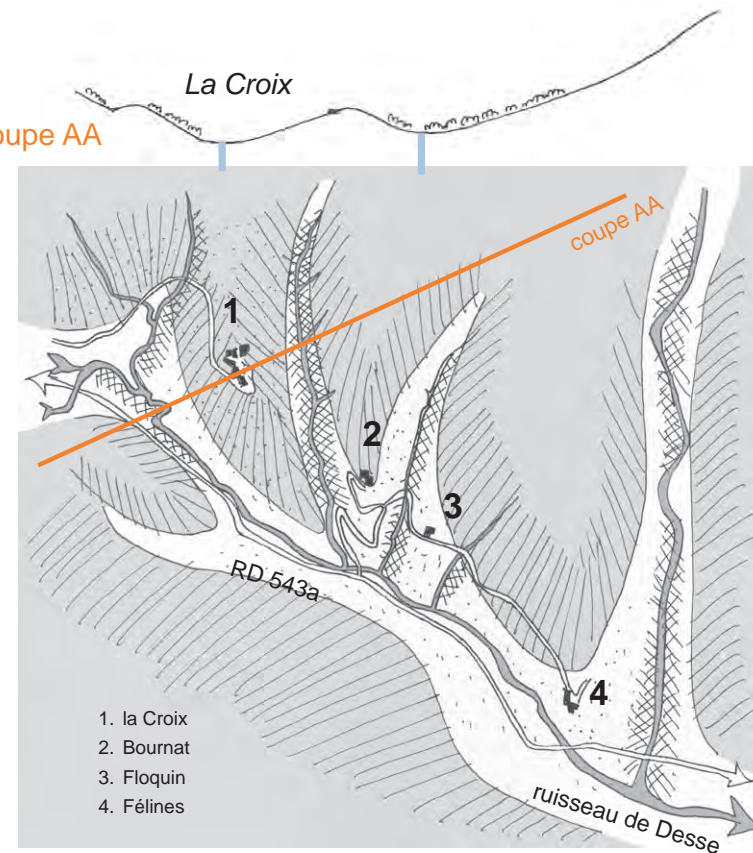 La Croix
oupe AA
coupe AA
1
2
3
4
RD 543a
1. la Croix
2. Bournat
3. Floquin
4. Félines
ruisseau de Desse